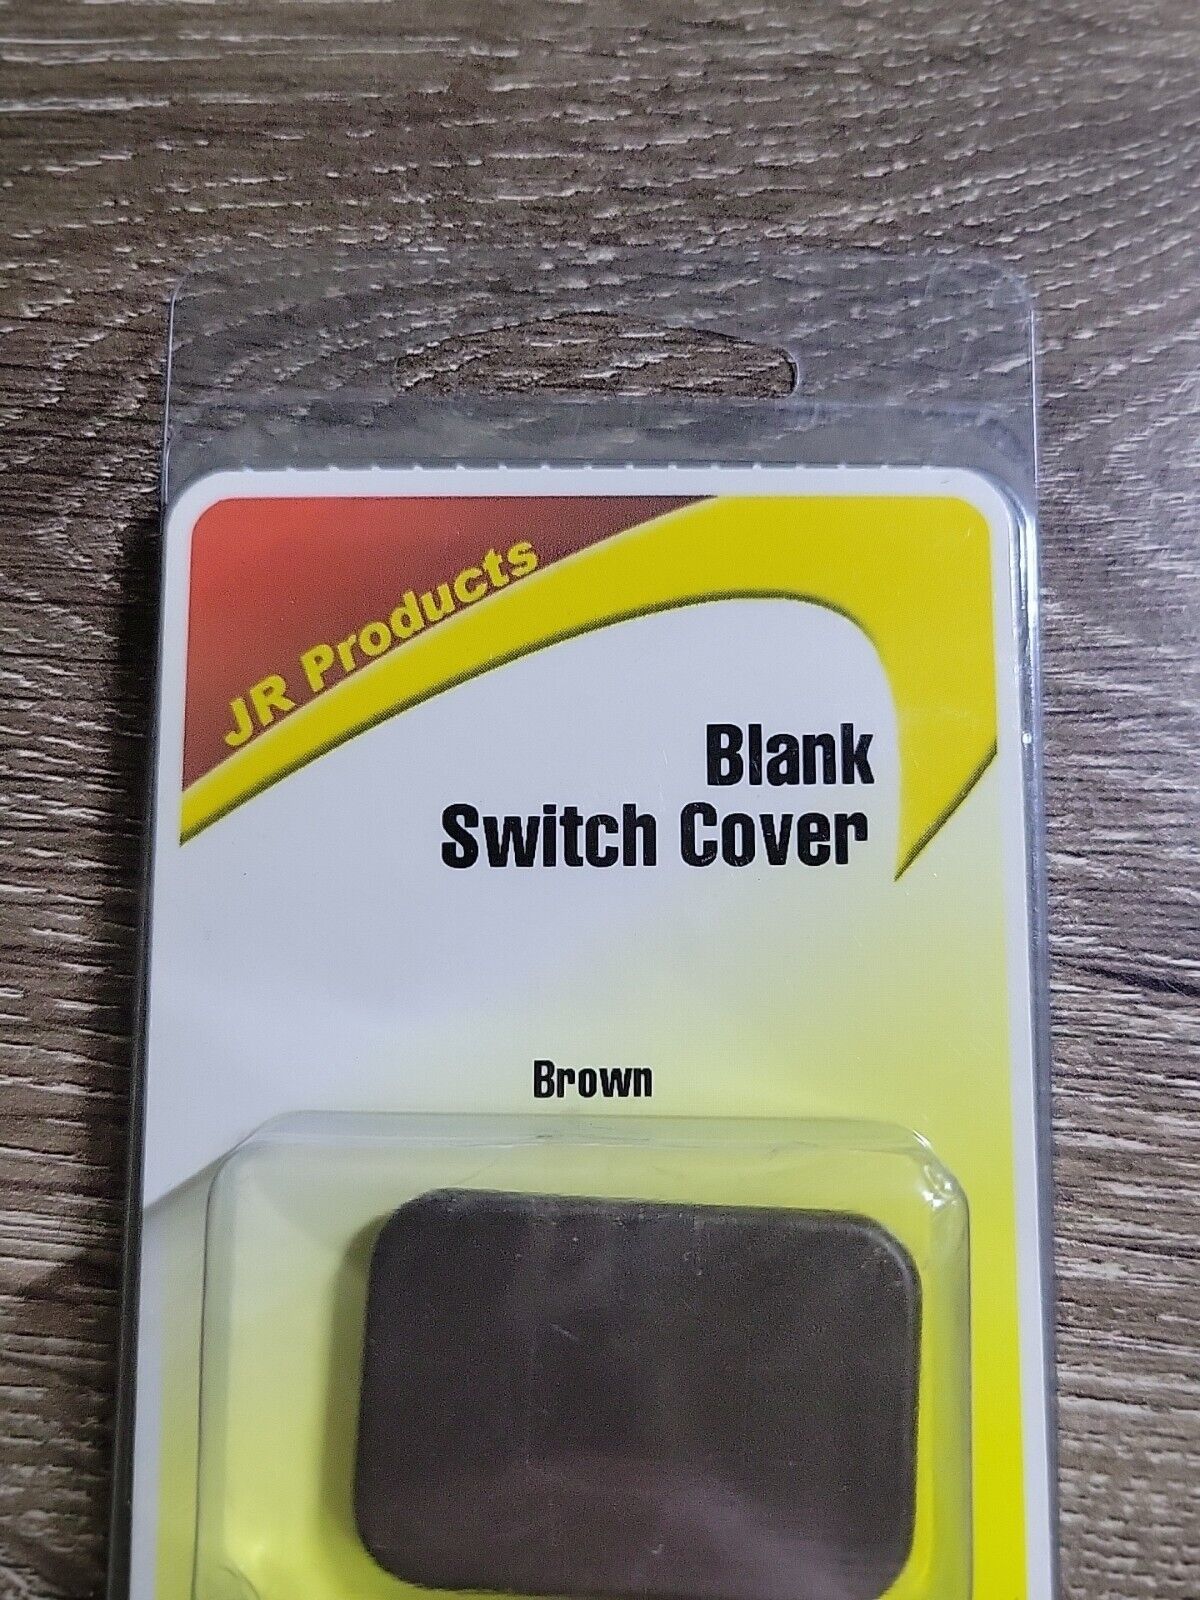 JR Products
Blank
Switch Cover
Brown